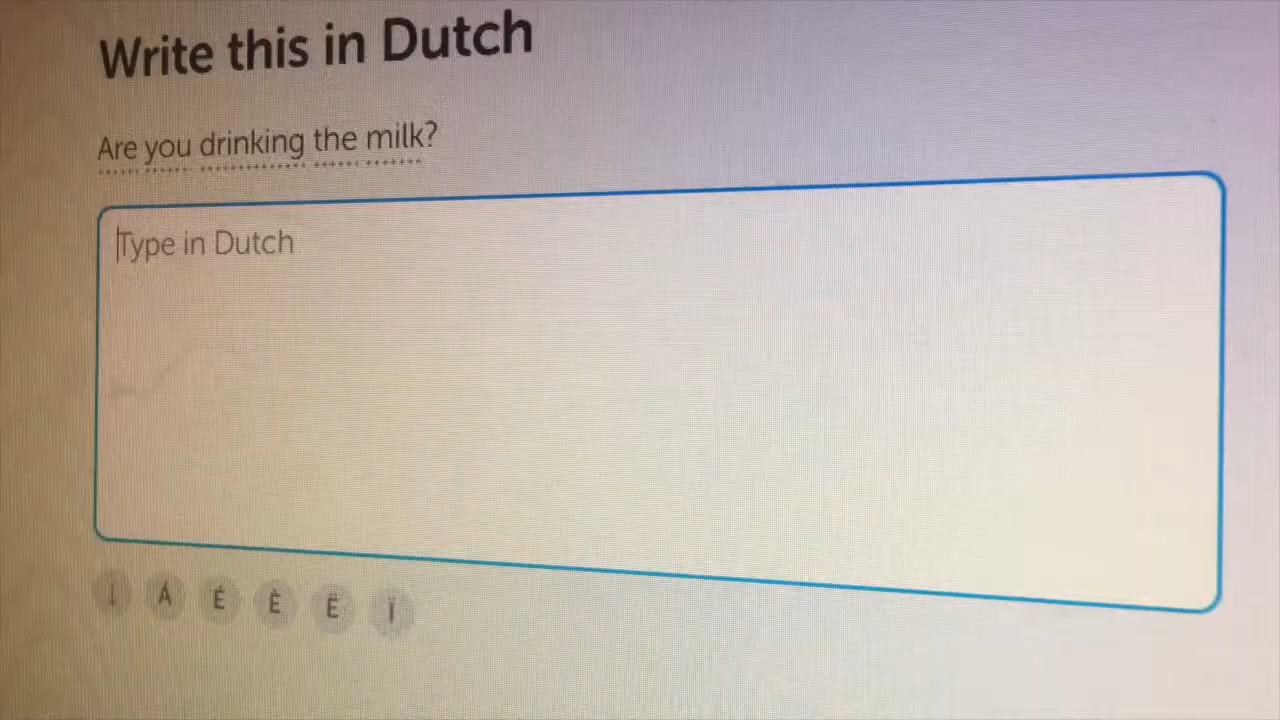 Write this in Dutch
Are you drinking the milk?
Type in Dutch
Á É È Ë Ï